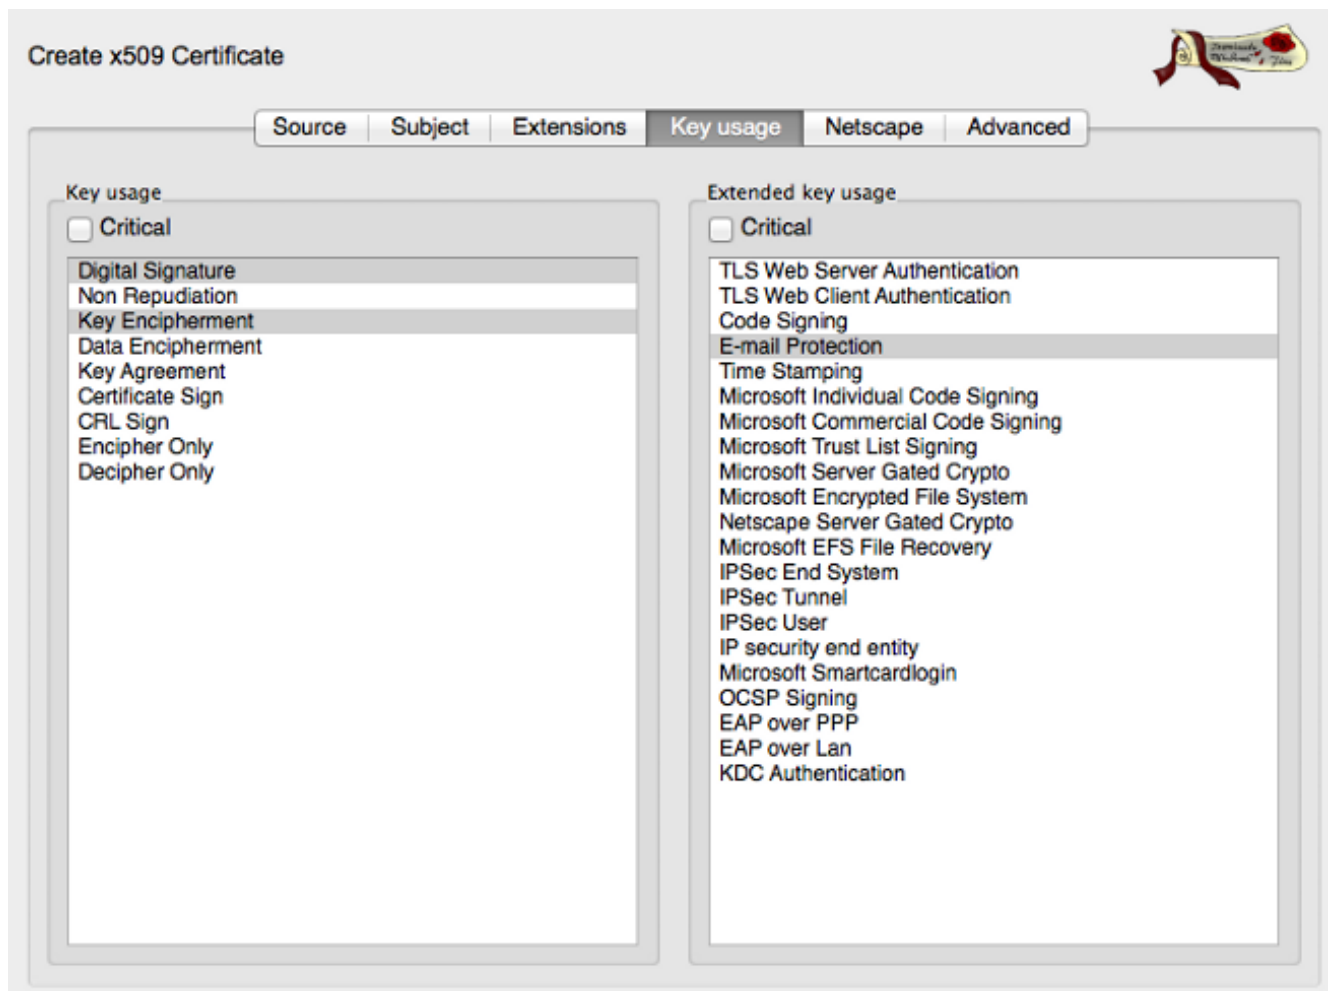 Create x509 Certificate
Source
Subject
Extensions
Key usage
Netscape
Advanced
Key usage
Critical
Digital Signature
Non Repudiation
Key Encipherment
Data Encipherment
Key Agreement
Certificate Sign
CRL Sign
Encipher Only
Decipher Only
Extended key usage
Critical
TLS Web Server Authentication
TLS Web Client Authentication
Code Signing
E-mail Protection
Time Stamping
Microsoft Individual Code Signing
Microsoft Commercial Code Signing
Microsoft Trust List Signing
Microsoft Server Gated Crypto
Microsoft Encrypted File System
Netscape Server Gated Crypto
Microsoft EFS File Recovery
IPSec End System
IPSec Tunnel
IPSec User
IP security end entity
Microsoft Smartcardlogin
OCSP Signing
EAP over PPP
EAP over Lan
KDC Authentication